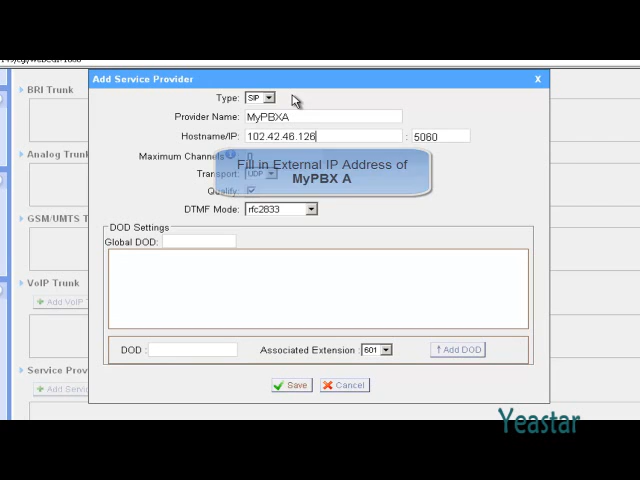 Add Service Provider X
BRI Trunk
Type: SIP
Provider Name: MyPBXA
Hostname/IP: 102.42.46.126 : 5060
Analog Trunk
Maximum Channels
Fill in External IP Address of
MyPBX A
Transport: UDP
Qualify:
DTMF Mode: rfc2833
GSM/UMTS T
DOD Settings
Global DOD:
VoIP Trunk
Add VoIP T
DOD : Associated Extension : 601 Add DOD
Service Provi
Add Servic
Save Cancel
Yeastar